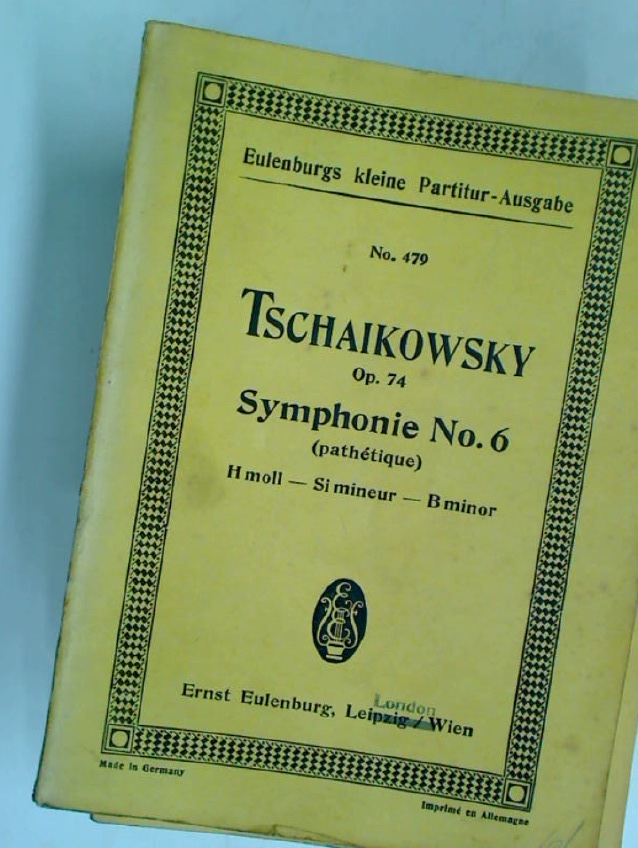 Eulenburgs kleine Partitur-Ausgabe
No. 479
TSCHAIKOWSKY
Op. 74
Symphonie No. 6
(pathétique)
H moll — Si mineur — B minor
E
London
Ernst Eulenburg, Leipzig / Wien
Made in Germany
Imprimé en Allemagne